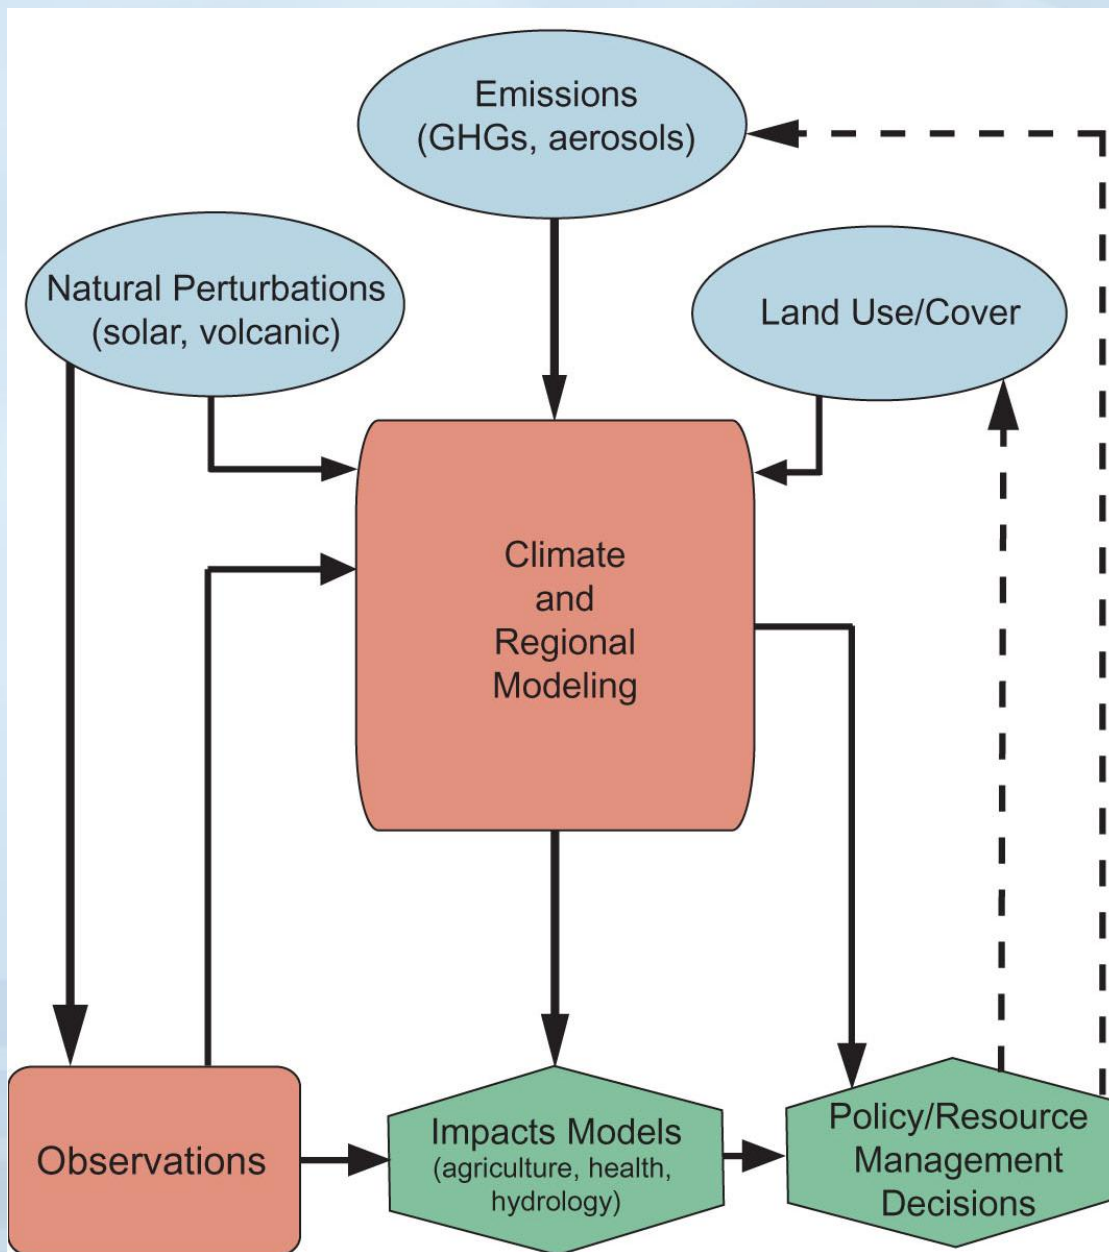 Emissions
(GHGs, aerosols)
Natural Perturbations
(solar, volcanic)
Land Use/Cover
Climate
and
Regional
Modeling
Observations
Impacts Models
(agriculture, health,
hydrology)
Policy/Resource
Management
Decisions